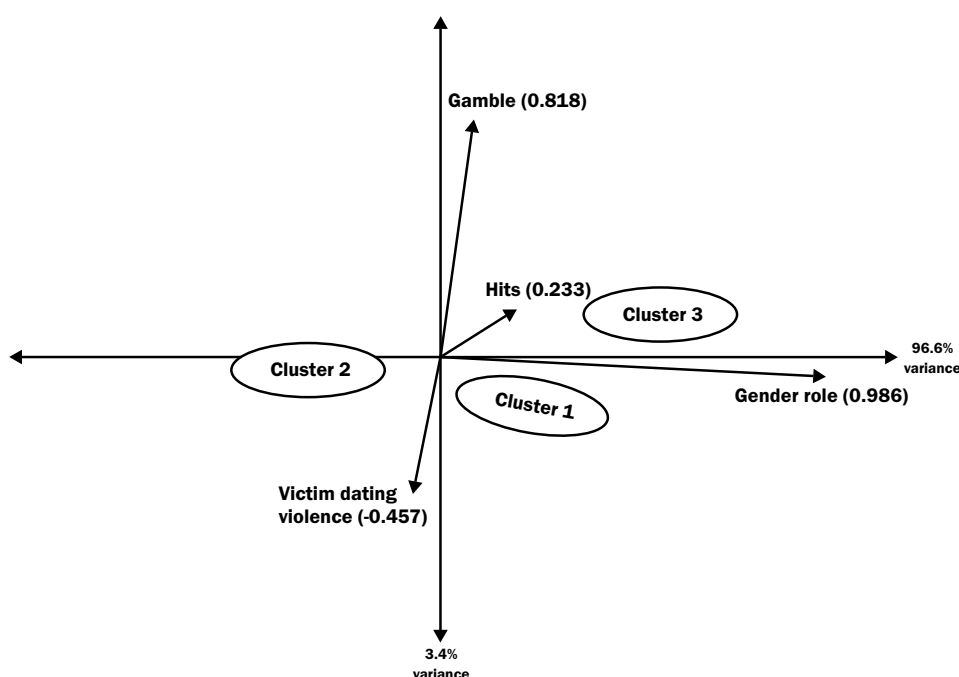 Gamble (0.818)
Hits (0.233)
Cluster 3
96.6%
variance
Cluster 2
Gender role (0.986)
Cluster 1
Victim dating
violence (-0.457)
3.4%
variance